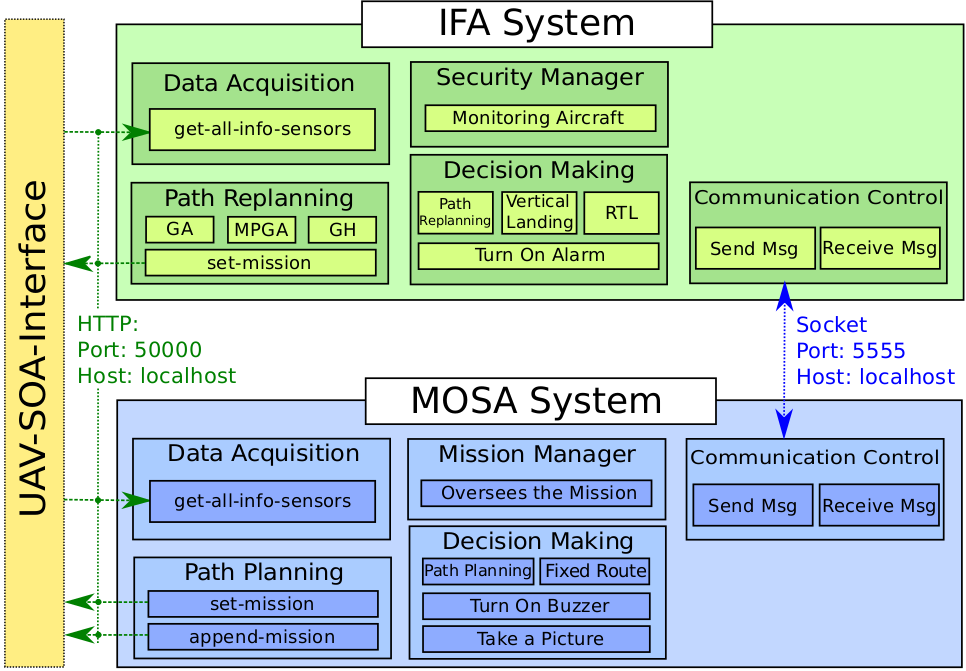 UAV-SOA-Interface
IFA System
Data Acquisition
get-all-info-sensors
Path Replanning
GA
MPGA
GH
set-mission
Security Manager
Monitoring Aircraft
Decision Making
Path
Replanning
Vertical
Landing
RTL
Turn On Alarm
Communication Control
Send Msg
Receive Msg
HTTP:
Port: 50000
Host: localhost
Socket
Port: 5555
Host: localhost
MOSA System
Data Acquisition
get-all-info-sensors
Path Planning
set-mission
append-mission
Mission Manager
Oversees the Mission
Decision Making
Path Planning
Fixed Route
Turn On Buzzer
Take a Picture
Communication Control
Send Msg
Receive Msg